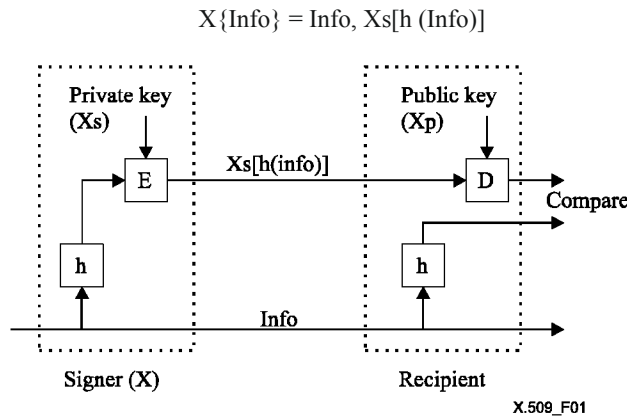 X{Info} = Info, Xs[h (Info)]
Private key
(Xs)
Public key
(Xp)
E
Xs[h(info)]
D
Compare
h
h
Info
Signer (X)
Recipient
X.509_F01